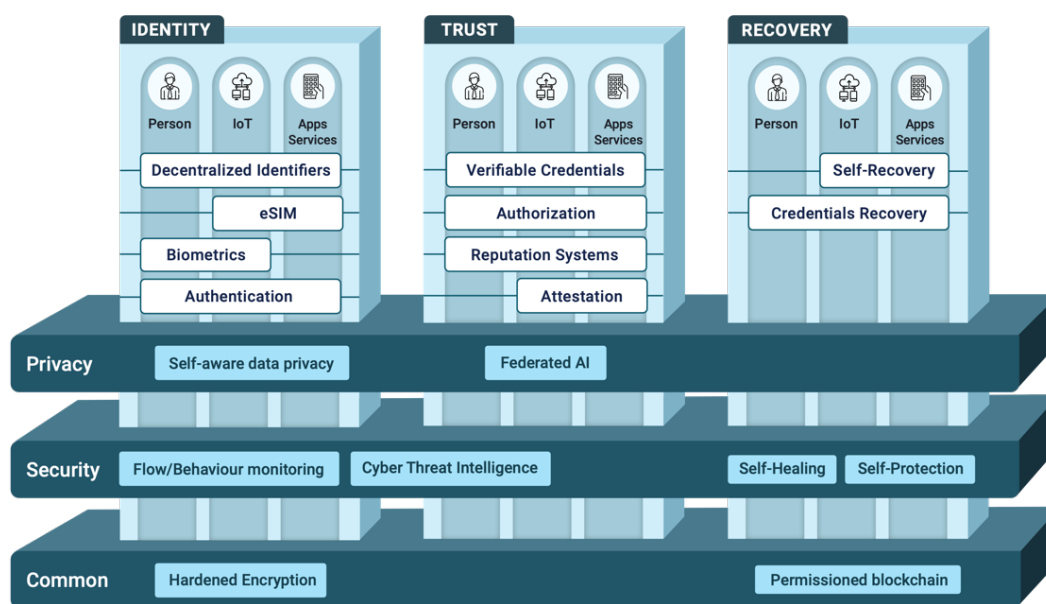 IDENTITY
Person
IoT
Apps
Services
Decentralized Identifiers
eSIM
Biometrics
Authentication
TRUST
Person
IoT
Apps
Services
Verifiable Credentials
Authorization
Reputation Systems
Attestation
RECOVERY
Person
IoT
Apps
Services
Self-Recovery
Credentials Recovery
Privacy
Self-aware data privacy
Federated AI
Security
Flow/Behaviour monitoring
Cyber Threat Intelligence
Self-Healing
Self-Protection
Common
Hardened Encryption
Permissioned blockchain